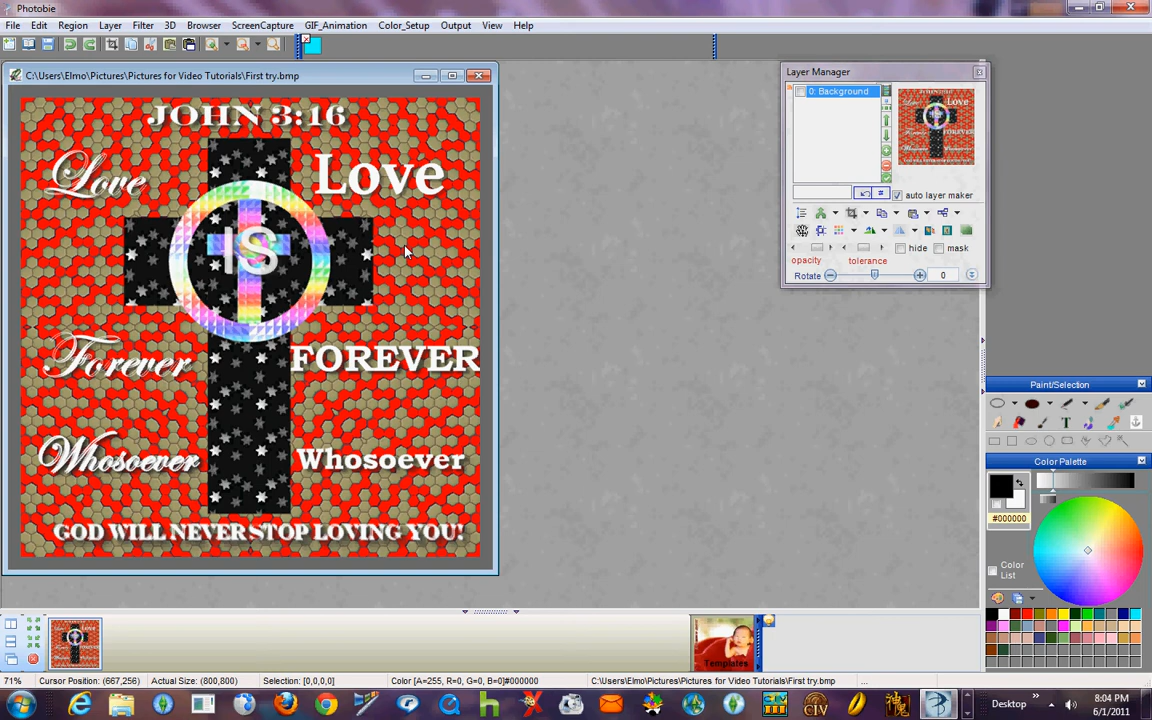 Photobie
File Edit Region Layer Filter 3D Browser ScreenCapture GIF_Animation Color_Setup Output View Help
C:\Users\Elmo\Pictures\Pictures for Video Tutorials\First try.bmp
JOHN 3:16
Love Love
IS
Forever FOREVER
Whosoever Whosoever
GOD WILL NEVER STOP LOVING YOU!
Layer Manager
0: Background
auto layer maker
hide mask
opacity tolerance
Rotate 0
Paint/Selection
Color Palette
#000000
Color
List
Templates
71% Cursor Position: (667,256) Actual Size: (800,800) Selection: [0,0,0,0] Color [A=255, R=0, G=0, B=0]#000000 C:\Users\Elmo\Pictures\Pictures for Video Tutorials\First try.bmp ...
CIV
Desktop
8:04 PM
6/1/2011